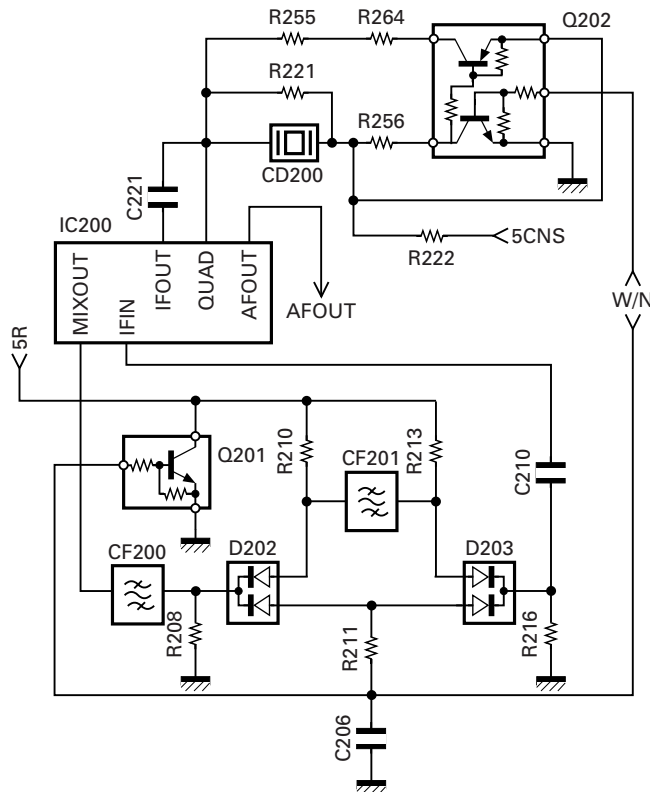 R255
R264
Q202
R221
R256
CD200
C221
IC200
5CNS
R222
MIXOUT
IFIN
IFOUT
QUAD
AFOUT
AFOUT
W/N
5R
Q201
R210
CF201
R213
C210
CF200
D202
D203
R208
R211
R216
C206